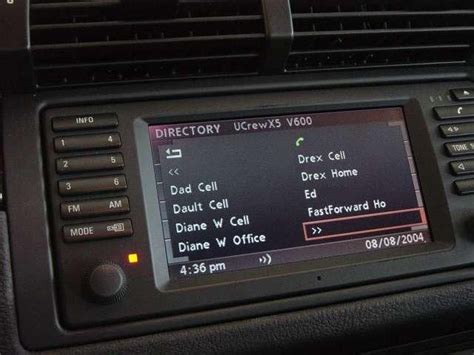 INFO
1 4
2 5
3 6
FM AM
MODE
DIRECTORY UCrewX5 V600
<<
Dad Cell
Dault Cell
Diane W Cell
Diane W Office
Drex Cell
Drex Home
Ed
FastForward Ho
>>
4:36 pm
08/08/2004
TONE